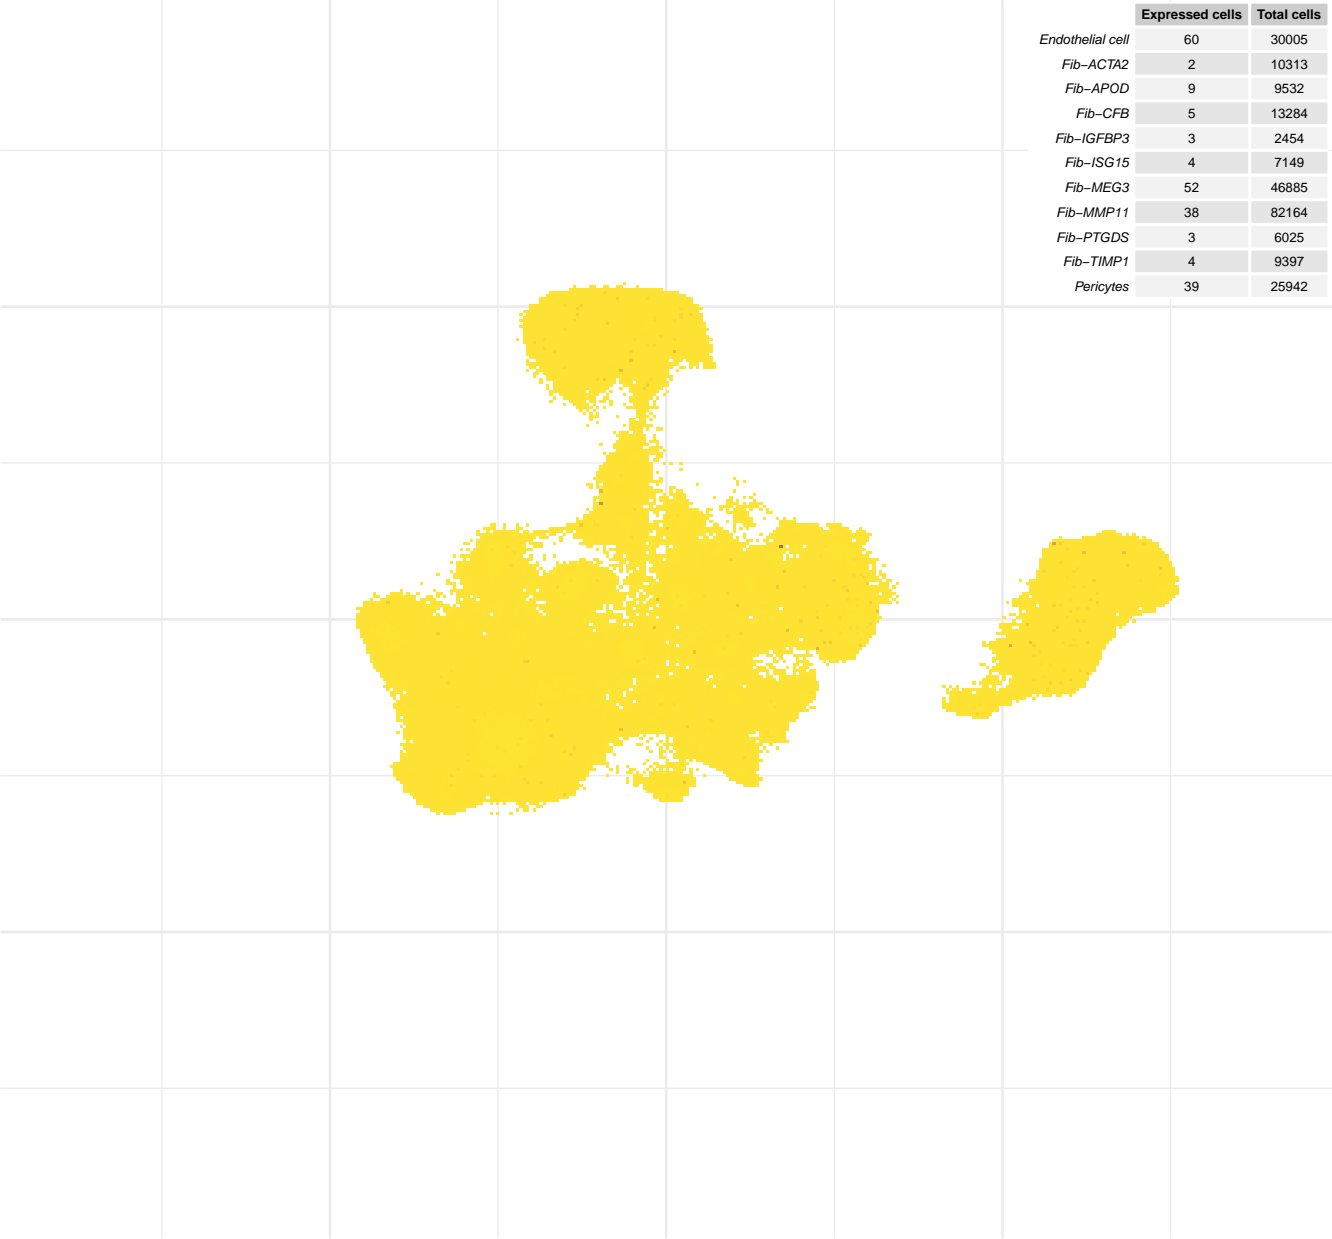 Expressed cells Total cells
Endothelial cell 60 30005
Fib−ACTA2 2 10313
Fib−APOD 9 9532
Fib−CFB 5 13284
Fib−IGFBP3 3 2454
Fib−ISG15 4 7149
Fib−MEG3 52 46885
Fib−MMP11 38 82164
Fib−PTGDS 3 6025
Fib−TIMP1 4 9397
Pericytes 39 25942